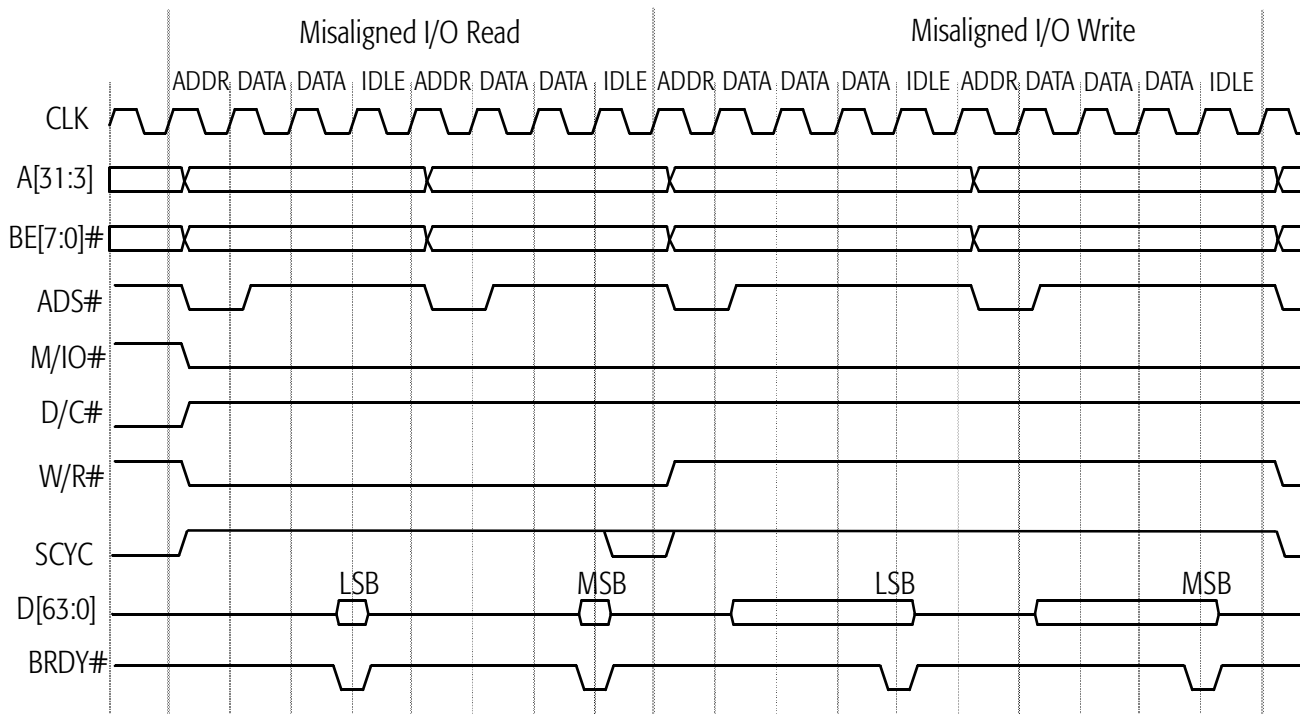 Misaligned I/O Read Misaligned I/O Write
ADDR DATA DATA IDLE ADDR DATA DATA IDLE ADDR DATA DATA DATA IDLE ADDR DATA DATA DATA IDLE
CLK
A[31:3]
BE[7:0]#
ADS#
M/IO#
D/C#
W/R#
SCYC
LSB MSB LSB MSB
D[63:0]
BRDY#